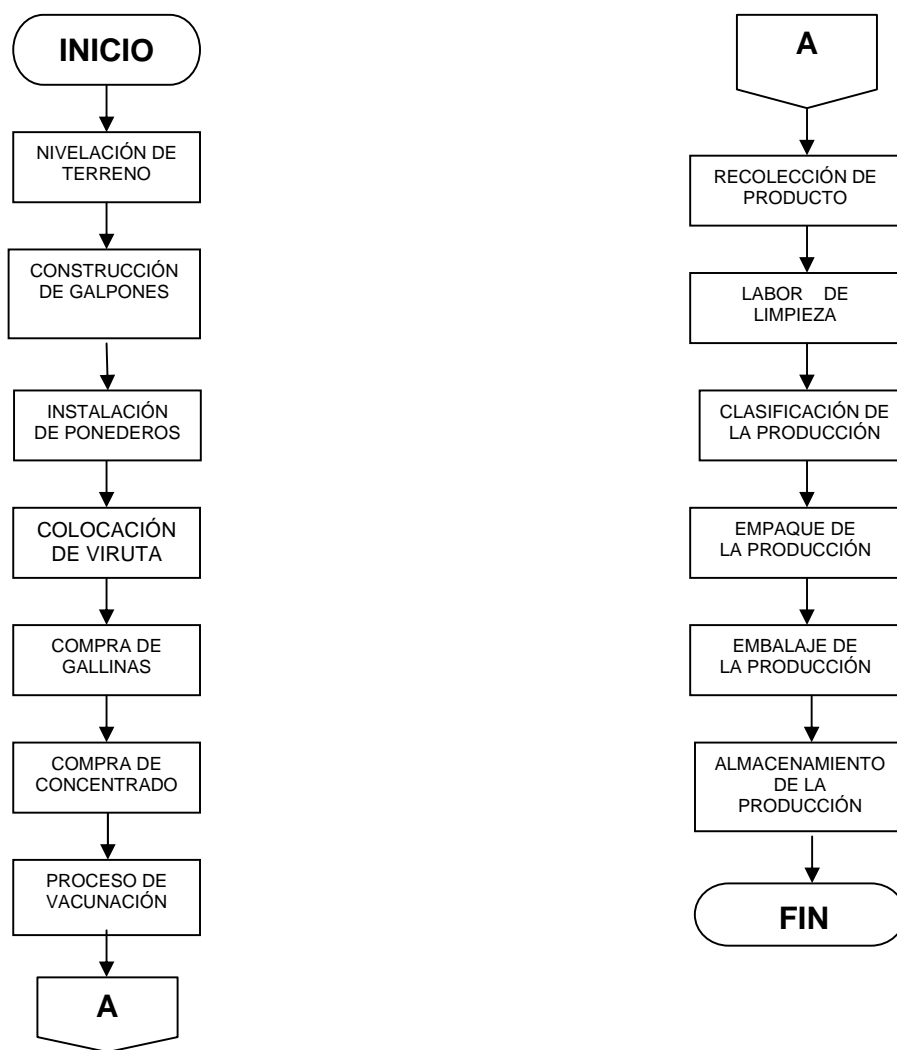 INICIO
NIVELACIÓN DE
TERRENO
CONSTRUCCIÓN
DE GALPONES
INSTALACIÓN
DE PONEDEROS
COLOCACIÓN
DE VIRUTA
COMPRA DE
GALLINAS
COMPRA DE
CONCENTRADO
PROCESO DE
VACUNACIÓN
A
A
RECOLECCIÓN DE
PRODUCTO
LABOR DE
LIMPIEZA
CLASIFICACIÓN DE
LA PRODUCCIÓN
EMPAQUE DE
LA PRODUCCIÓN
EMBALAJE DE
LA PRODUCCIÓN
ALMACENAMIENTO
DE LA
PRODUCCIÓN
FIN